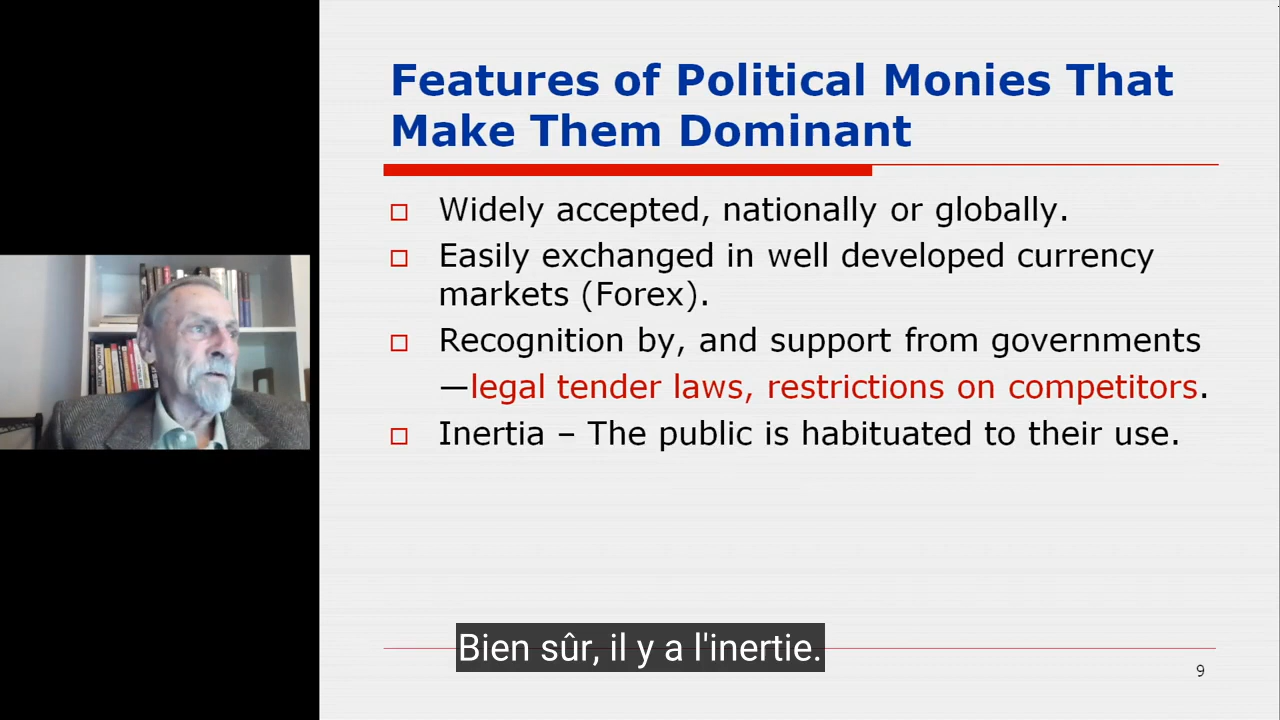 Features of Political Monies That
Make Them Dominant
Widely accepted, nationally or globally.
Easily exchanged in well developed currency
markets (Forex).
Recognition by, and support from governments
—legal tender laws, restrictions on competitors.
Inertia – The public is habituated to their use.
Bien sûr, il y a l'inertie.
9